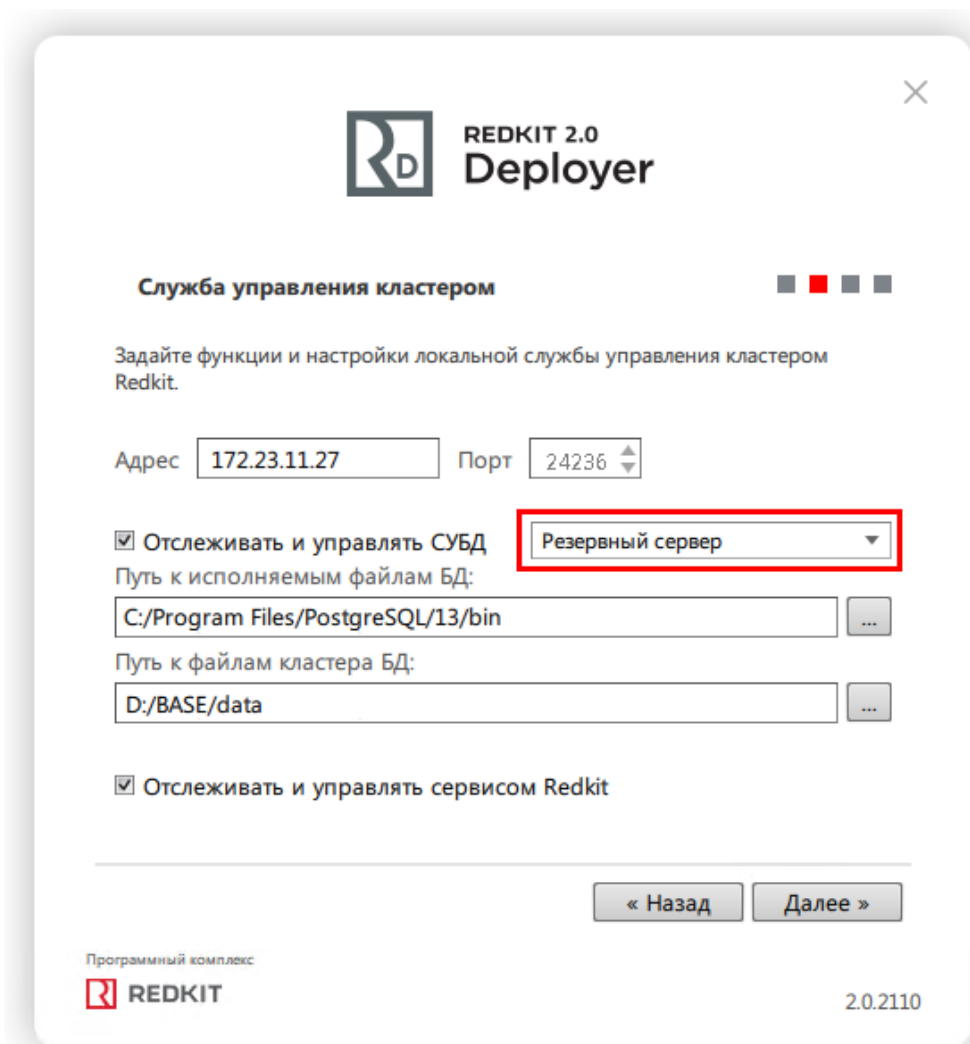 REDKIT 2.0
Deployer
Служба управления кластером
Задайте функции и настройки локальной службы управления кластером
Redkit.
Адрес 172.23.11.27 Порт 24236
Отслеживать и управлять СУБД Резервный сервер
Путь к исполняемым файлам БД:
C:/Program Files/PostgreSQL/13/bin ...
Путь к файлам кластера БД:
D:/BASE/data ...
Отслеживать и управлять сервисом Redkit
« Назад Далее »
Программный комплекс
REDKIT
2.0.2110